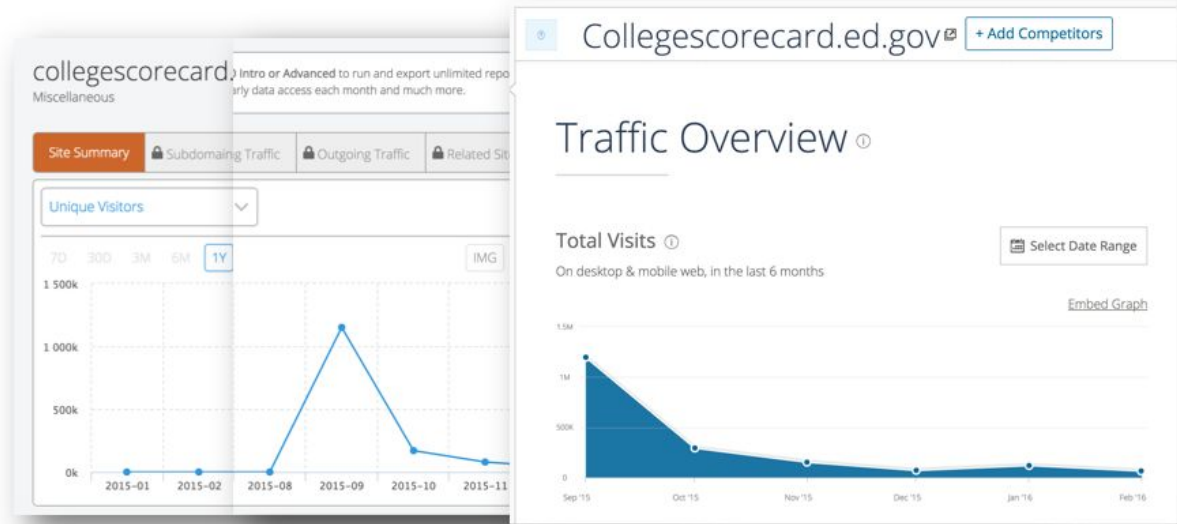 collegescorecard.
Miscellaneous
Intro or Advanced to run and export unlimited repo
arly data access each month and much more.
Site Summary
Subdomaing Traffic
Outgoing Traffic
Related Sit
Unique Visitors
7D 30D 3M 6M 1Y
IMG
1 500k
1 000k
500k
0k
2015-01 2015-02 2015-08 2015-09 2015-10 2015-11
Collegescorecard.ed.gov
+ Add Competitors
Traffic Overview
Total Visits
On desktop & mobile web, in the last 6 months
Select Date Range
Embed Graph
1.5M
1M
500K
0
Sep '15 Oct '15 Nov '15 Dec '15 Jan '16 Feb '16